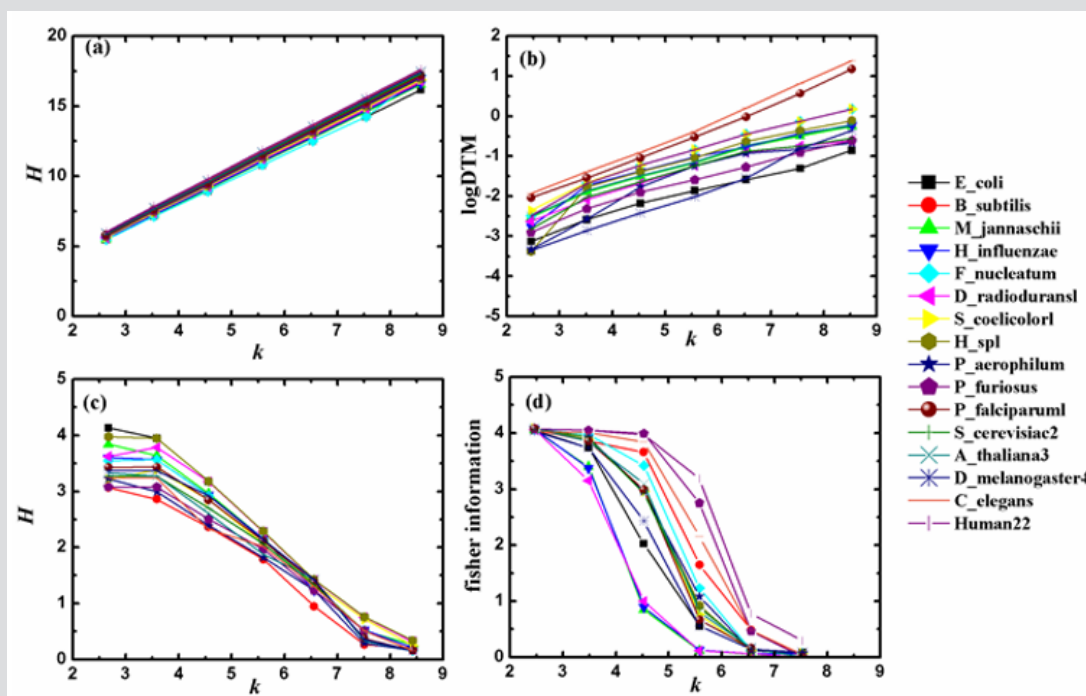 (a)
H
20
15
10
5
0
2 3 4 5 6 7 8 9
k
(b)
logDTM
2
1
0
-1
-2
-3
-4
-5
2 3 4 5 6 7 8 9
k
(c)
H
5
4
3
2
1
0
2 3 4 5 6 7 8 9
k
(d)
fisher information
5
4
3
2
1
0
2 3 4 5 6 7 8 9
k
E_coli
B_subtilis
M_jannaschii
H_influenzae
F_nucleatum
D_radioduransl
S_coelicolorl
H_spl
P_aerophilum
P_furiosus
P_falciparuml
S_cerevisiac2
A_thaliana3
D_melanogaster4
C_elegans
Human22